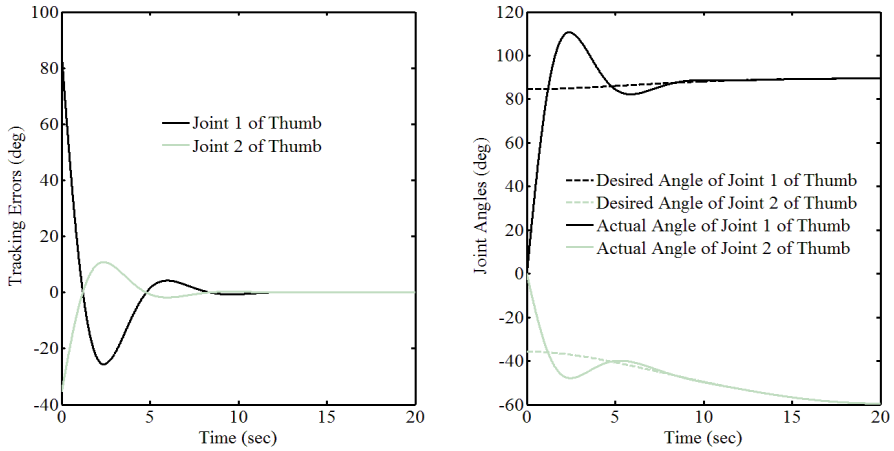 80
60
40
20
0
-20
-40
0
5
10
15
20
Tracking Errors (deg)
Time (sec)
Joint 1 of Thumb
Joint 2 of Thumb
120
100
80
60
40
20
0
-20
-40
-60
0
5
10
15
20
Joint Angles (deg)
Time (sec)
Desired Angle of Joint 1 of Thumb
Desired Angle of Joint 2 of Thumb
Actual Angle of Joint 1 of Thumb
Actual Angle of Joint 2 of Thumb